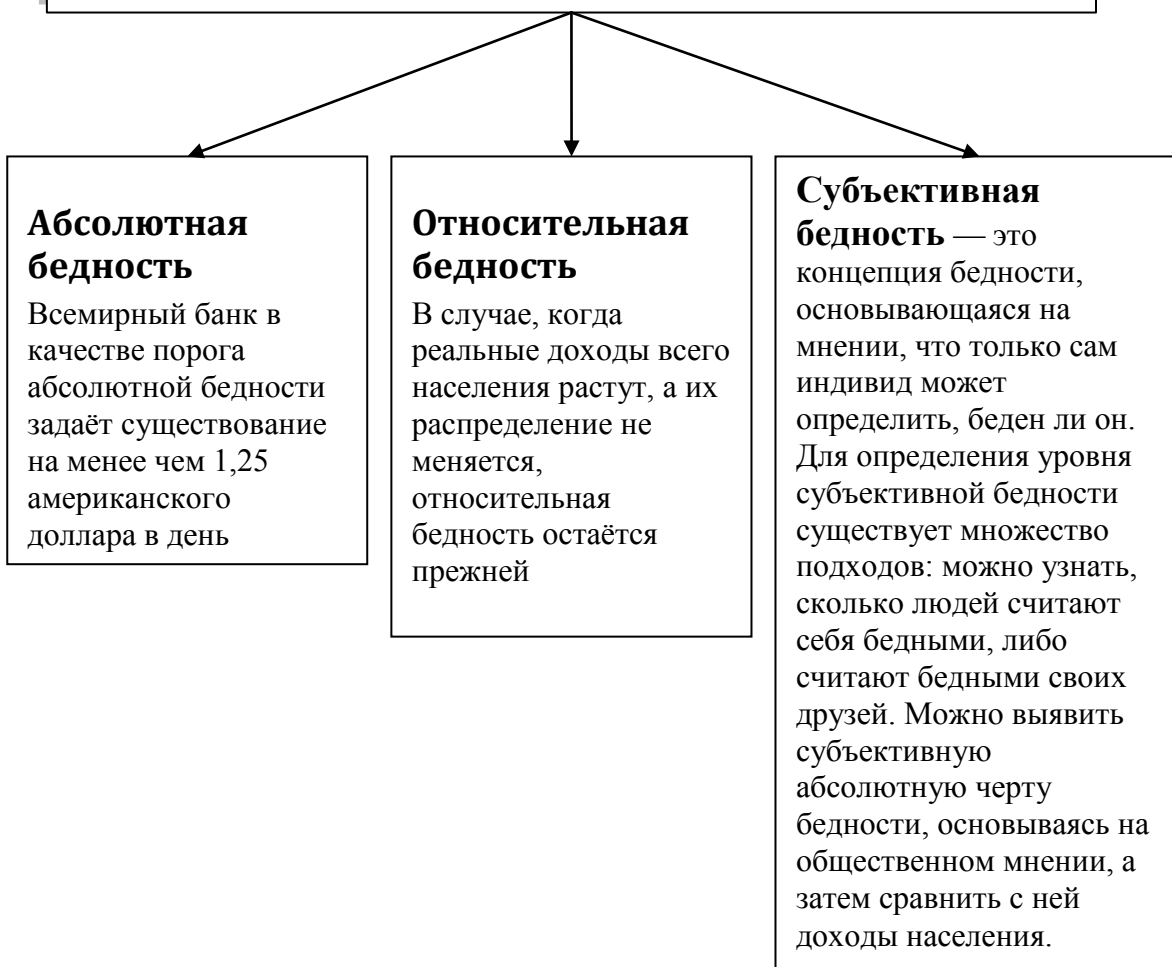 Абсолютная
бедность
Всемирный банк в
качестве порога
абсолютной бедности
задаёт существование
на менее чем 1,25
американского
доллара в день
Относительная
бедность
В случае, когда
реальные доходы всего
населения растут, а их
распределение не
меняется,
относительная
бедность остаётся
прежней
Субъективная
бедность — это
концепция бедности,
основывающаяся на
мнении, что только сам
индивид может
определить, беден ли он.
Для определения уровня
субъективной бедности
существует множество
подходов: можно узнать,
сколько людей считают
себя бедными, либо
считают бедными своих
друзей. Можно выявить
субъективную
абсолютную черту
бедности, основываясь на
общественном мнении, а
затем сравнить с ней
доходы населения.